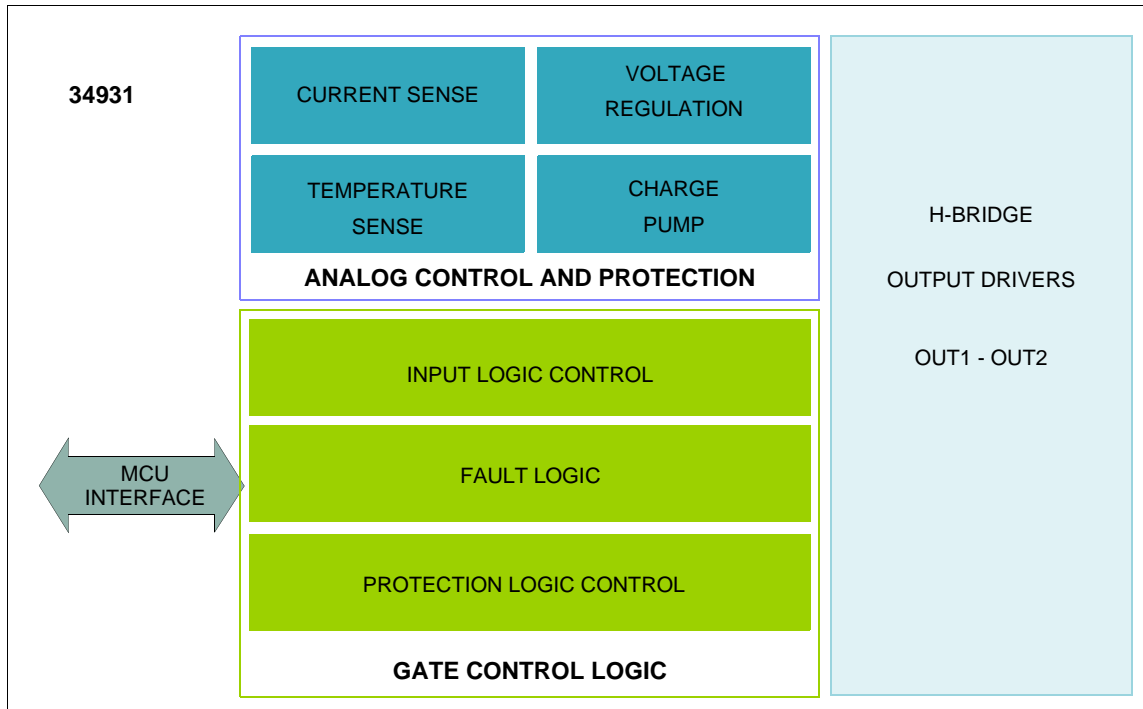 34931
CURRENT SENSE
VOLTAGE
REGULATION
TEMPERATURE
SENSE
CHARGE
PUMP
ANALOG CONTROL AND PROTECTION
INPUT LOGIC CONTROL
FAULT LOGIC
PROTECTION LOGIC CONTROL
GATE CONTROL LOGIC
MCU
INTERFACE
H-BRIDGE
OUTPUT DRIVERS
OUT1 - OUT2